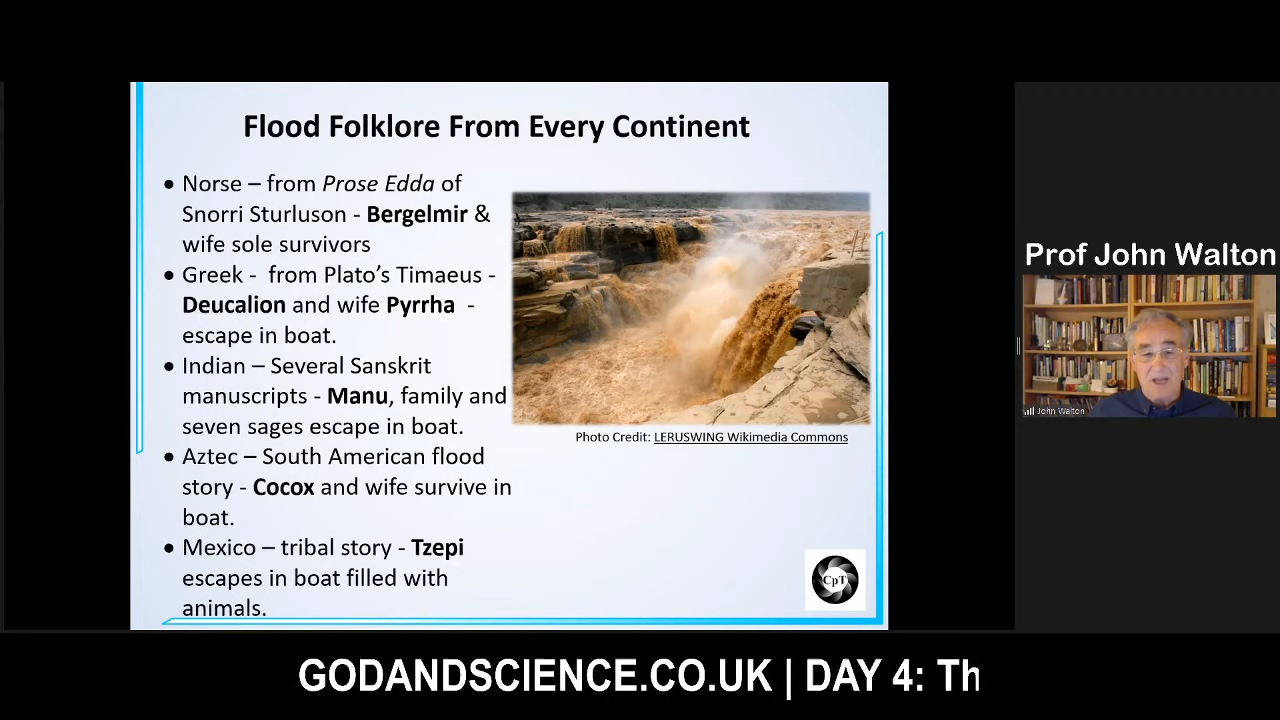 Flood Folklore From Every Continent
• Norse – from Prose Edda of
Snorri Sturluson - Bergelmir &
wife sole survivors
• Greek - from Plato's Timaeus -
Deucalion and wife Pyrrha -
escape in boat.
• Indian – Several Sanskrit
manuscripts - Manu, family and
seven sages escape in boat.
• Aztec – South American flood
story - Cocox and wife survive in
boat.
• Mexico – tribal story - Tzepi
escapes in boat filled with
animals.
Photo Credit: LERUSWING Wikimedia Commons
CpT
Prof John Walton
John Walton
GODANDSCIENCE.CO.UK | DAY 4: Th